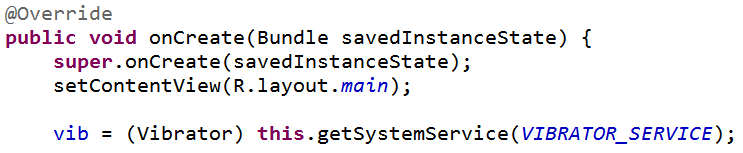 @Override
public void onCreate(Bundle savedInstanceState) {
    super.onCreate(savedInstanceState);
    setContentView(R.layout.main);

    vib = (Vibrator) this.getSystemService(VIBRATOR_SERVICE);